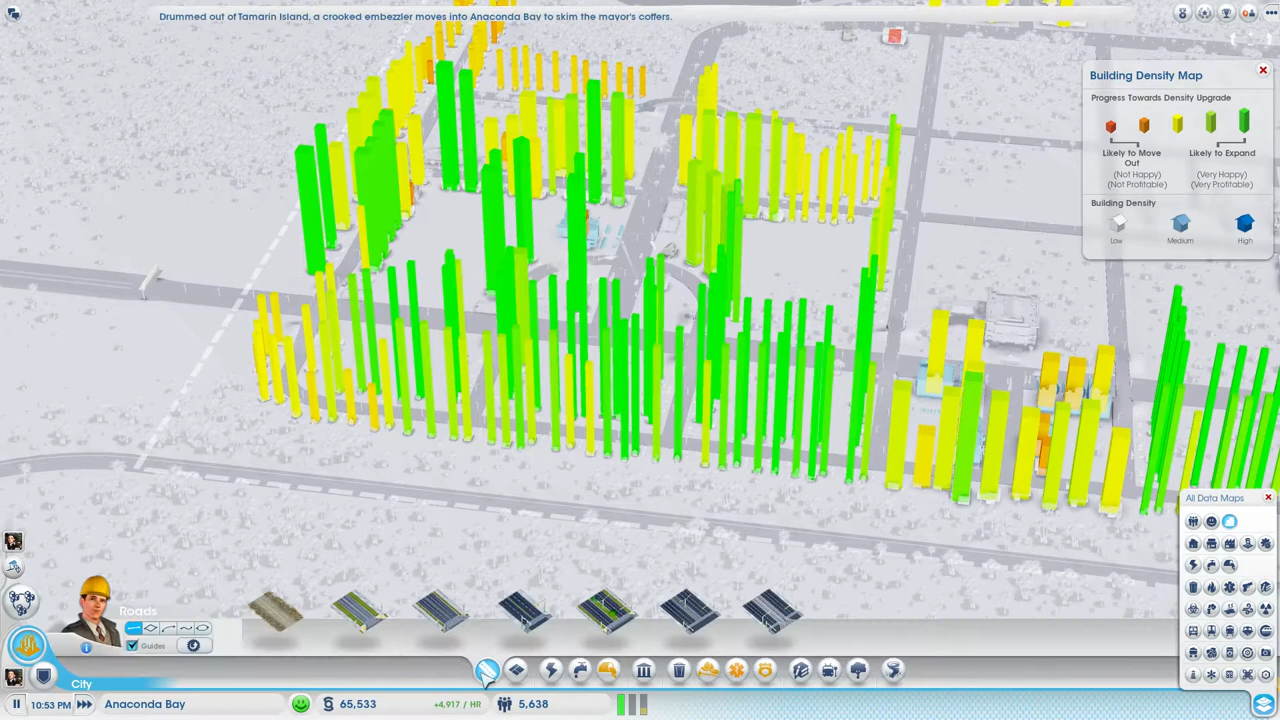 Drummed out of Tamarin Island, a crooked embezzler moves into Anaconda Bay to skim the mayor's coffers.
Building Density Map
Progress Towards Density Upgrade
Likely to Move Out
Likely to Expand
(Not Happy)
(Very Happy)
(Not Profitable)
(Very Profitable)
Building Density
Low
Medium
High
All Data Maps
Roads
Guides
City
10:53 PM
Anaconda Bay
65,533
+4,917 / HR
5,638